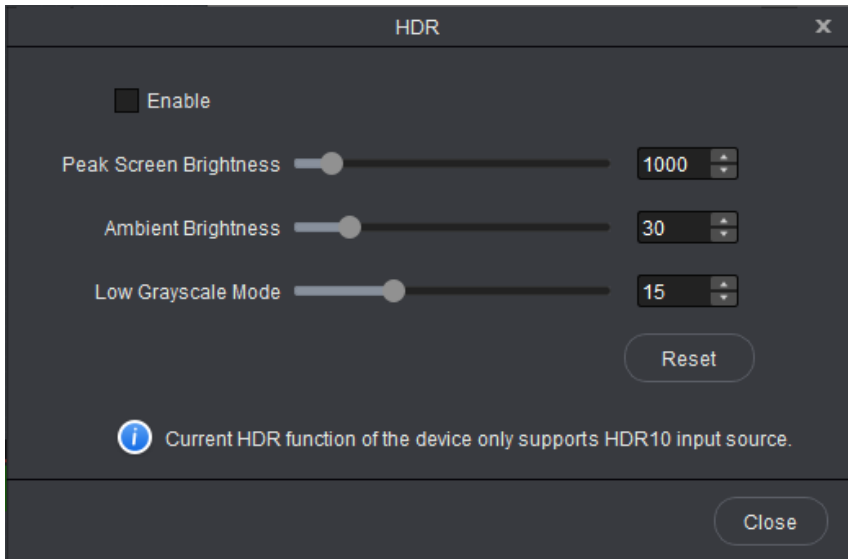 HDR
Enable
Peak Screen Brightness 1000
Ambient Brightness 30
Low Grayscale Mode 15
Reset
Current HDR function of the device only supports HDR10 input source.
Close